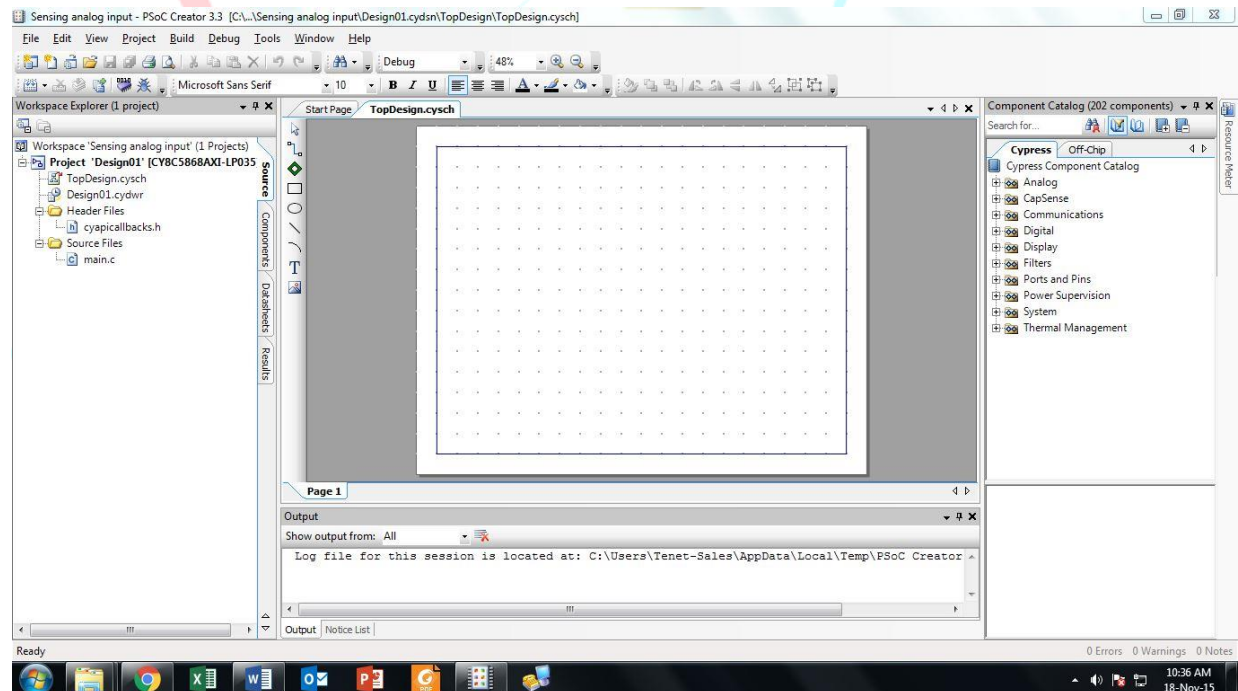 Sensing analog input - PSoC Creator 3.3 [C:\...\Sensing analog input\Design01.cydsn\TopDesign\TopDesign.cysch]
File Edit View Project Build Debug Tools Window Help
Debug 48%
Microsoft Sans Serif 10 B I U A
Workspace Explorer (1 project)
Workspace 'Sensing analog input' (1 Projects)
Project 'Design01' [CY8C5868AXI-LP035
TopDesign.cysch
Design01.cydwr
Header Files
cyapicallbacks.h
Source Files
main.c
Source
Components
Datasheets
Results
Start Page TopDesign.cysch
T
Page 1
Output
Show output from: All
Log file for this session is located at: C:\Users\Tenet-Sales\AppData\Local\Temp\PSoC Creator
Output Notice List
Component Catalog (202 components)
Search for...
Cypress Off-Chip
Cypress Component Catalog
Analog
CapSense
Communications
Digital
Display
Filters
Ports and Pins
Power Supervision
System
Thermal Management
Resource Meter
Ready 0 Errors 0 Warnings 0 Notes
10:36 AM
18-Nov-15